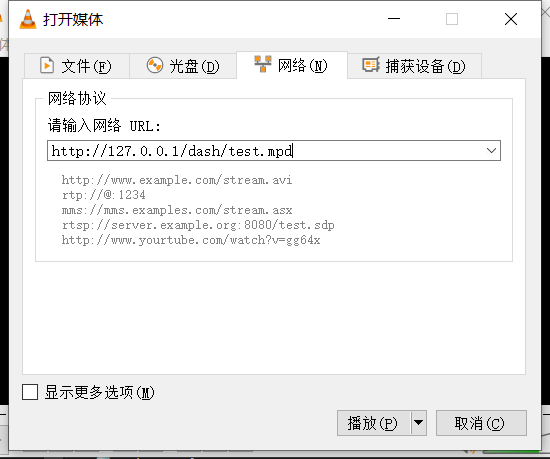 打开媒体
文件(F)
光盘(D)
网络(N)
捕获设备(D)
网络协议
请输入网络 URL:
http://127.0.0.1/dash/test.mpd
http://www.example.com/stream.avi
rtp://@:1234
mms://mms.examples.com/stream.asx
rtsp://server.example.org:8080/test.sdp
http://www.yourtube.com/watch?v=gg64x
显示更多选项(M)
播放(P)
取消(C)